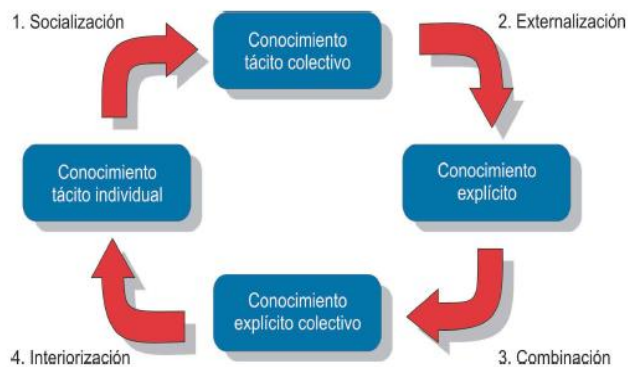 1. Socialización
Conocimiento
tácito colectivo
2. Externalización
Conocimiento
tácito individual
Conocimiento
explícito
Conocimiento
explícito colectivo
4. Interiorización
3. Combinación